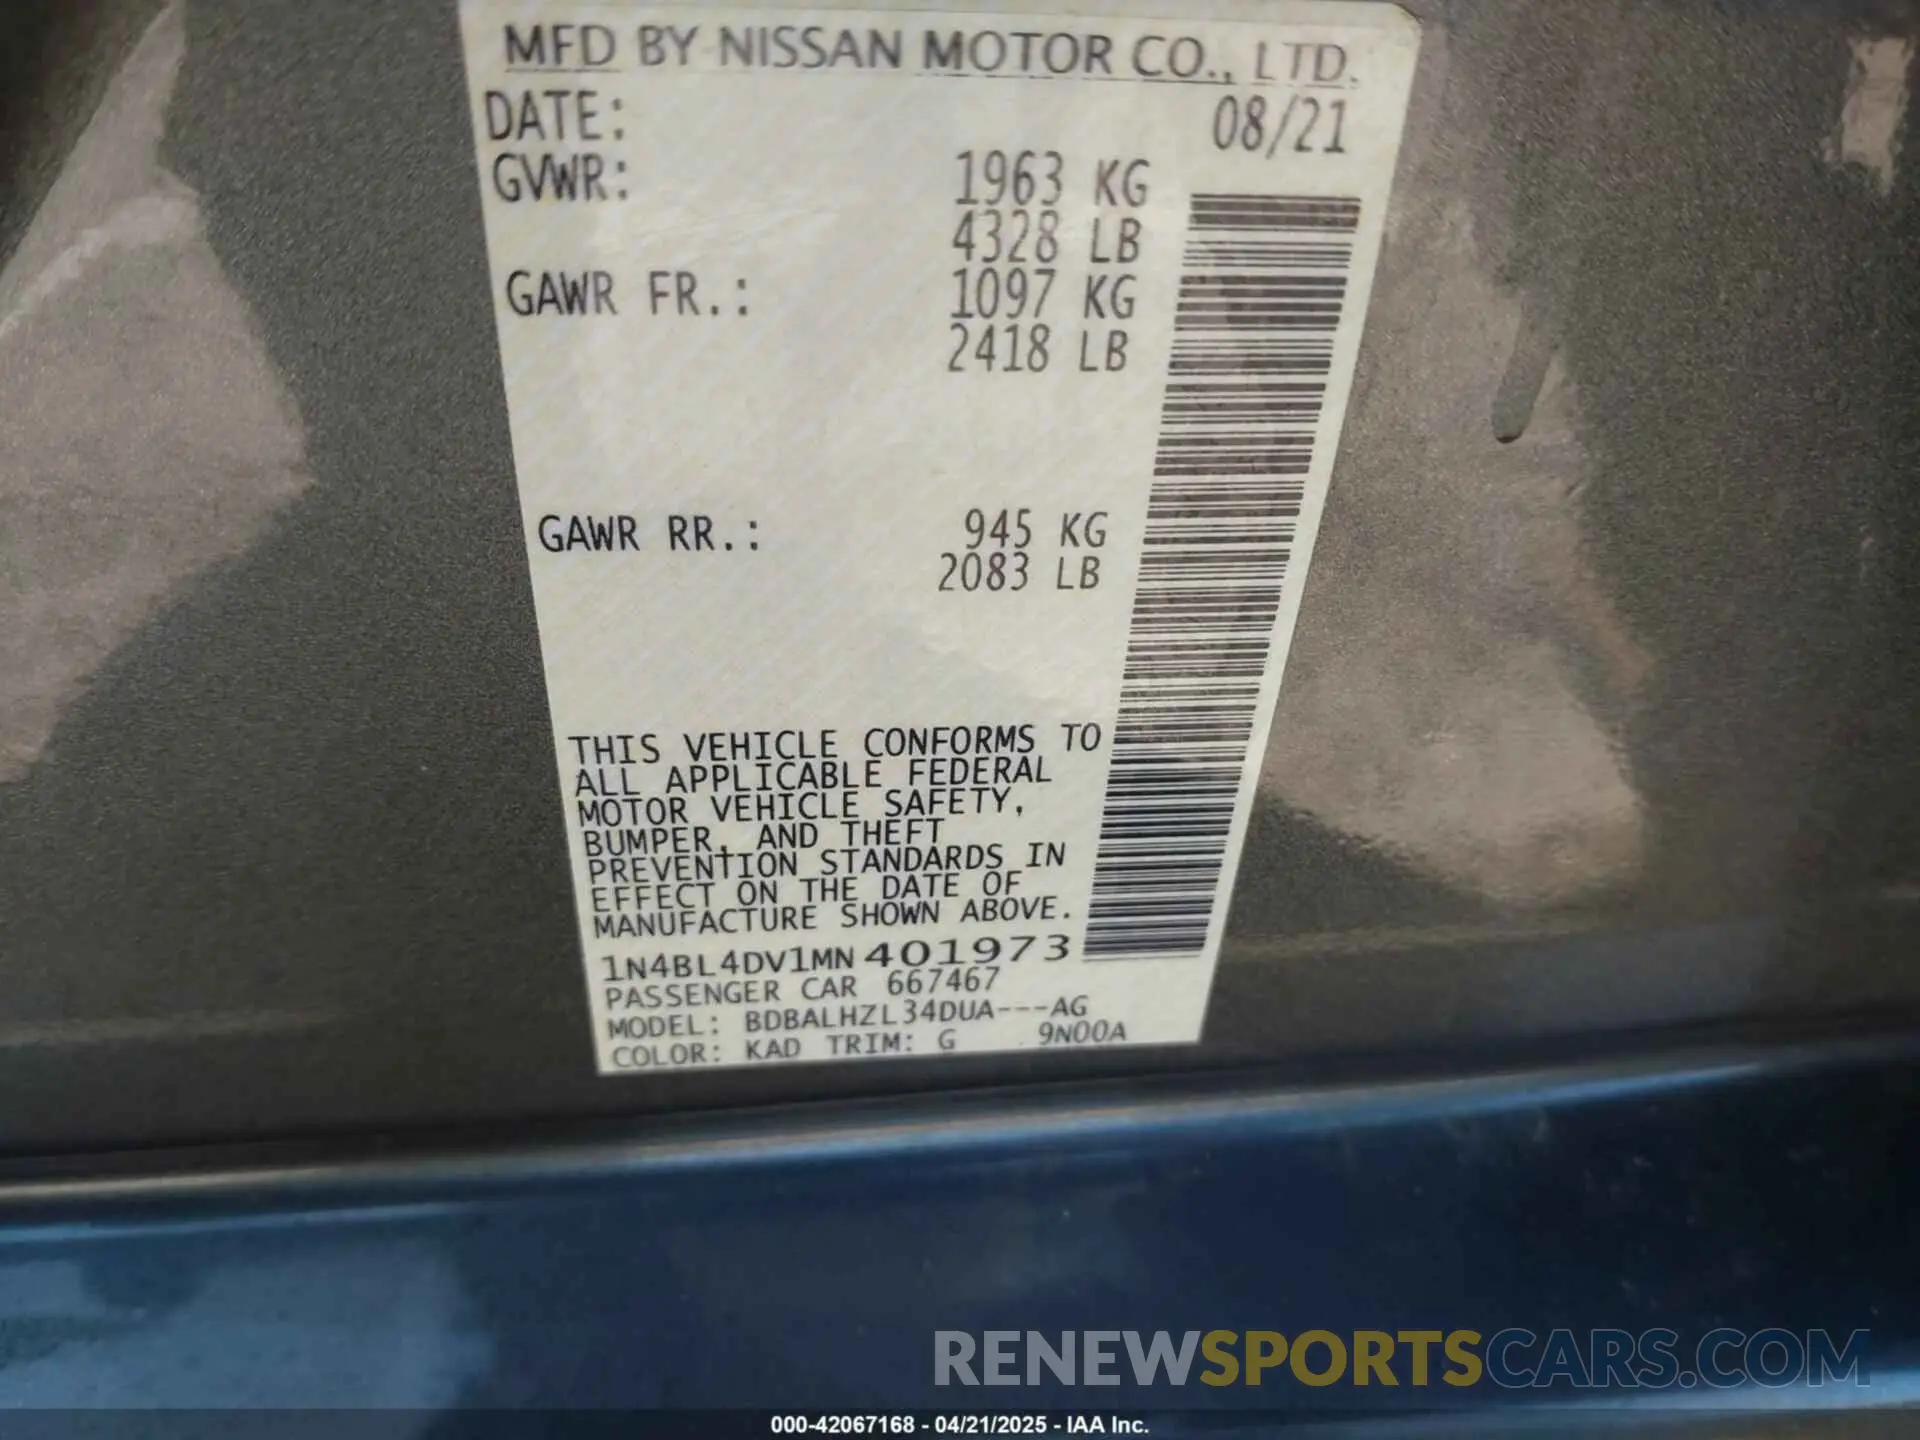 MFD BY NISSAN MOTOR CO., LTD.
DATE: 08/21
GVWR: 1963 KG
4328 LB
GAWR FR.: 1097 KG
2418 LB
GAWR RR.: 945 KG
2083 LB
THIS VEHICLE CONFORMS TO
ALL APPLICABLE FEDERAL
MOTOR VEHICLE SAFETY,
BUMPER, AND THEFT
PREVENTION STANDARDS IN
EFFECT ON THE DATE OF
MANUFACTURE SHOWN ABOVE.
1N4BL4DV1MN401973
PASSENGER CAR 667467
MODEL: BDBALHZL34DUA---AG
COLOR: KAD TRIM: G 9N00A
RENEWSPORTSCARS.COM
000-42067168 - 04/21/2025 - IAA Inc.